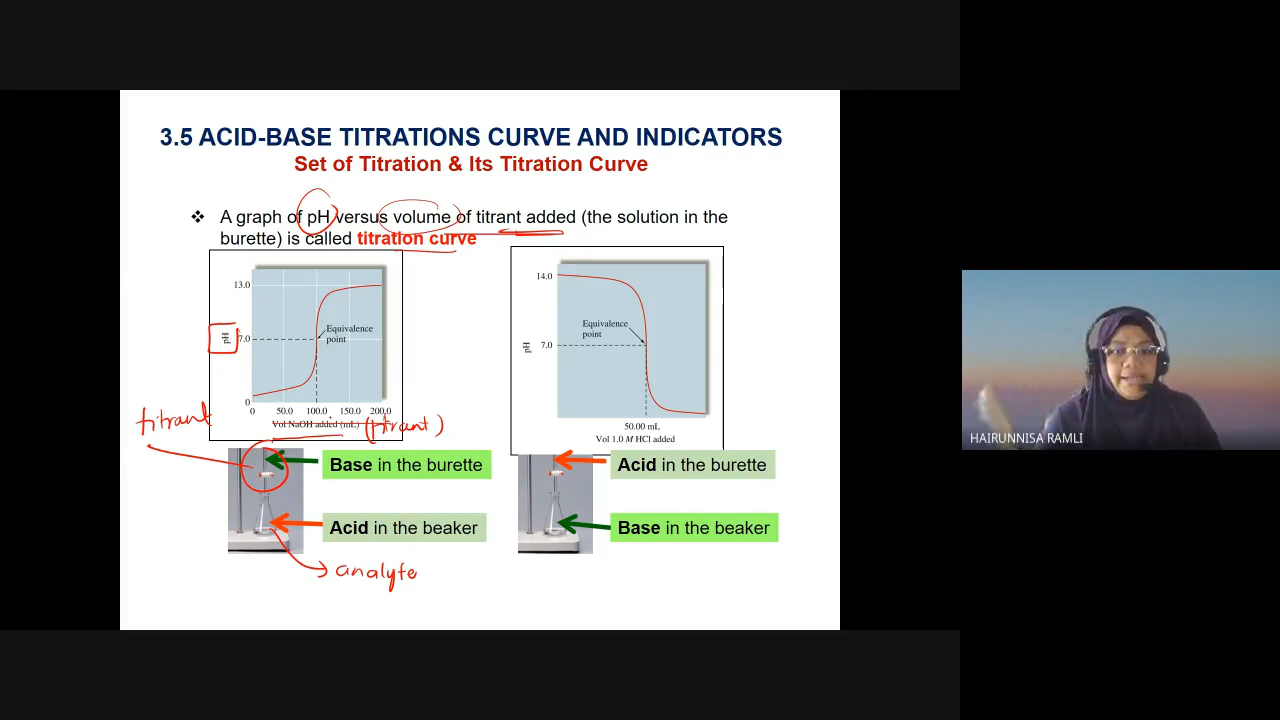 3.5 ACID-BASE TITRATIONS CURVE AND INDICATORS
Set of Titration & Its Titration Curve
❖ A graph of pH versus volume of titrant added (the solution in the
burette) is called titration curve
13.0
7.0
0
pH
Equivalence
point
0 50.0 100.0 150.0 200.0
Vol NaOH added (mL)
(titrant)
titrant
Base in the burette
Acid in the beaker
analyte
14.0
7.0
pH
Equivalence
point
50.00 mL
Vol 1.0 M HCl added
Acid in the burette
Base in the beaker
HAIRUNNISA RAMLI